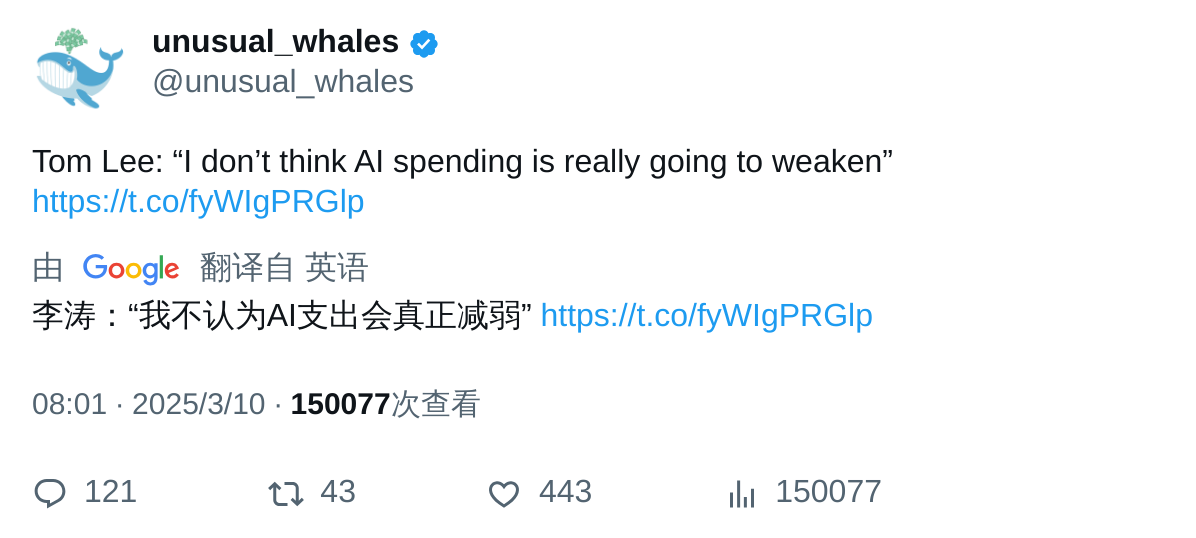 unusual_whales
@unusual_whales
Tom Lee: “I don’t think AI spending is really going to weaken”
https://t.co/fyWIgPRGlp
由 Google 翻译自 英语
李涛：“我不认为AI支出会真正减弱” https://t.co/fyWIgPRGlp
08:01 · 2025/3/10 · 150077次查看
121 43 443 150077